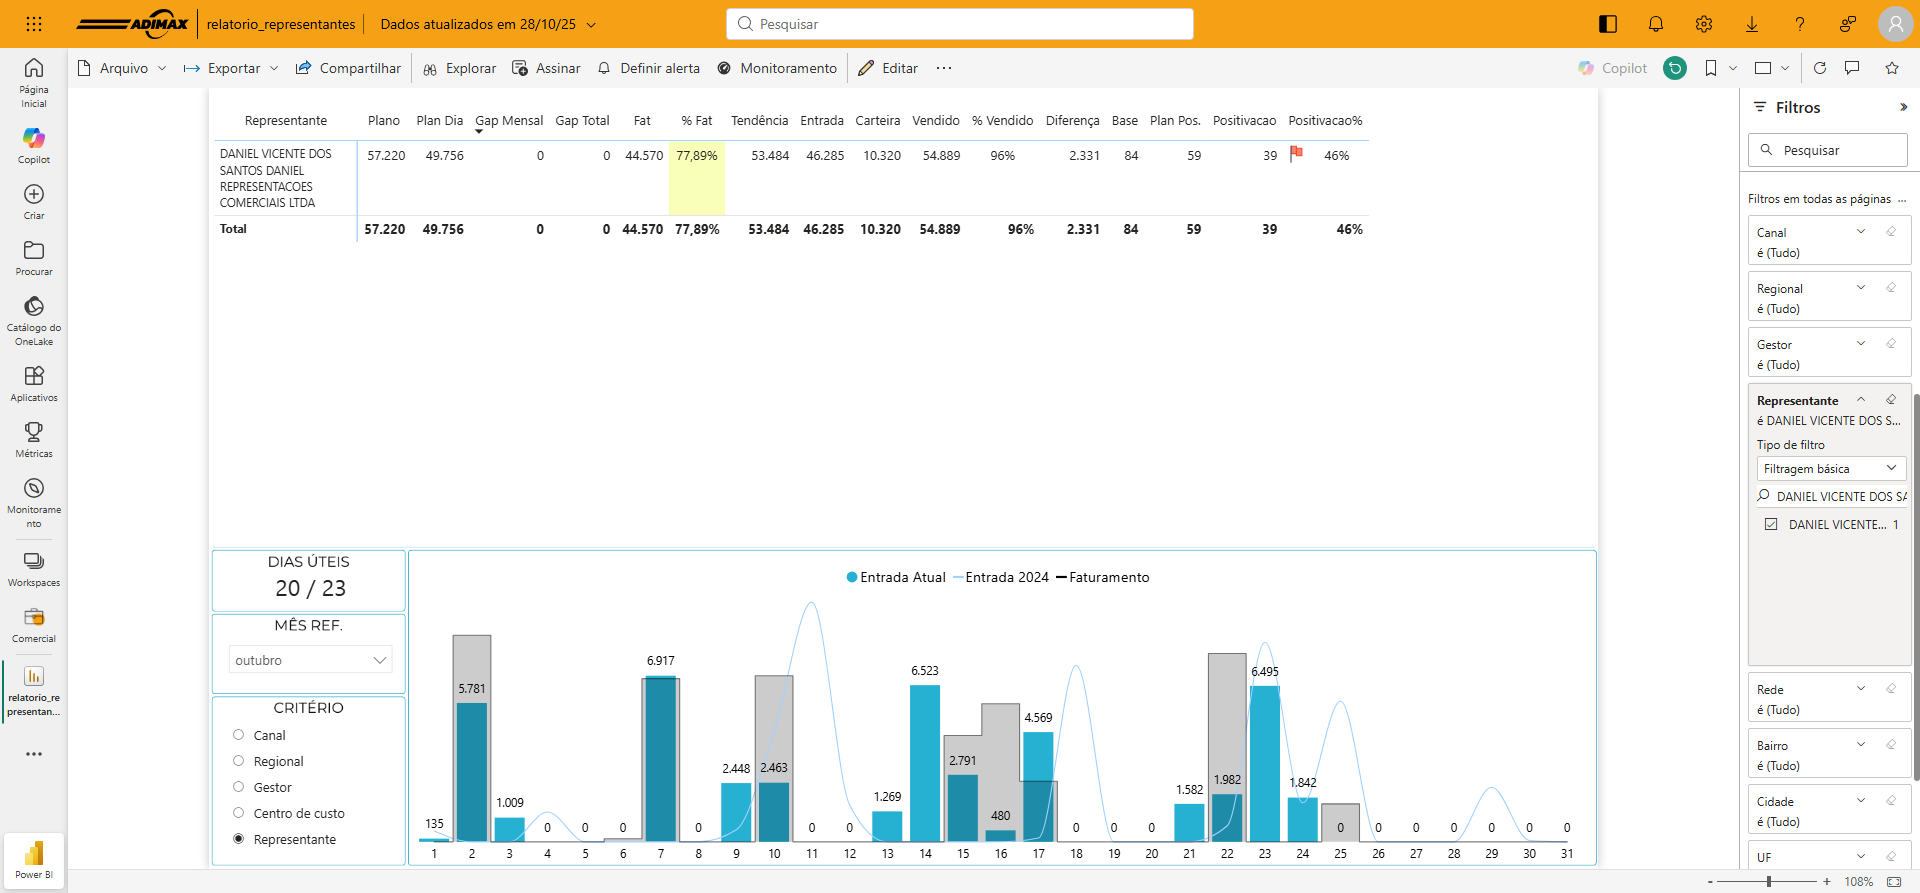 ADIMAX
relatorio_representantes
Dados atualizados em 28/10/25
Pesquisar
Arquivo
Exportar
Compartilhar
Explorar
Assinar
Definir alerta
Monitoramento
Editar
Copilot
Página
Inicial
Copilot
Criar
Procurar
Catálogo do
OneLake
Aplicativos
Métricas
Monitorame
nto
Workspaces
Comercial
relatorio_re
presentan...
Power BI
Representante Plano Plan Dia Gap Mensal Gap Total Fat % Fat Tendência Entrada Carteira Vendido % Vendido Diferença Base Plan Pos. Positivacao Positivacao%
DANIEL VICENTE DOS 57.220 49.756 0 0 44.570 77,89% 53.484 46.285 10.320 54.889 96% 2.331 84 59 39 46%
SANTOS DANIEL
REPRESENTACOES
COMERCIAIS LTDA
Total 57.220 49.756 0 0 44.570 77,89% 53.484 46.285 10.320 54.889 96% 2.331 84 59 39 46%
DIAS ÚTEIS
20 / 23
MÊS REF.
outubro
CRITÉRIO
Canal
Regional
Gestor
Centro de custo
Representante
Entrada Atual Entrada 2024 Faturamento
135 5.781 1.009 0 0 0 6.917 0 2.448 2.463 0 0 1.269 6.523 2.791 480 4.569 0 0 0 1.582 1.982 6.495 1.842 0 0 0 0 0 0 0
1 2 3 4 5 6 7 8 9 10 11 12 13 14 15 16 17 18 19 20 21 22 23 24 25 26 27 28 29 30 31
Filtros
Pesquisar
Filtros em todas as páginas ...
Canal
é (Tudo)
Regional
é (Tudo)
Gestor
é (Tudo)
Representante
é DANIEL VICENTE DOS S...
Tipo de filtro
Filtragem básica
DANIEL VICENTE DOS SA
DANIEL VICENTE... 1
Rede
é (Tudo)
Bairro
é (Tudo)
Cidade
é (Tudo)
UF
- + 108%